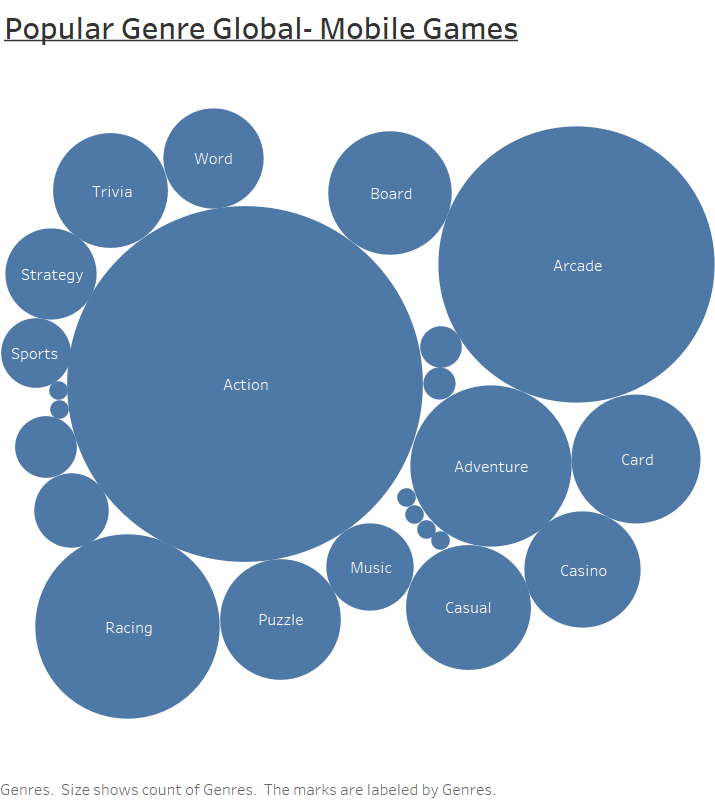 Popular Genre Global- Mobile Games
Word
Trivia
Board
Arcade
Strategy
Sports
Action
Adventure
Card
Music
Casino
Casual
Puzzle
Racing
Genres.  Size shows count of Genres.  The marks are labeled by Genres.